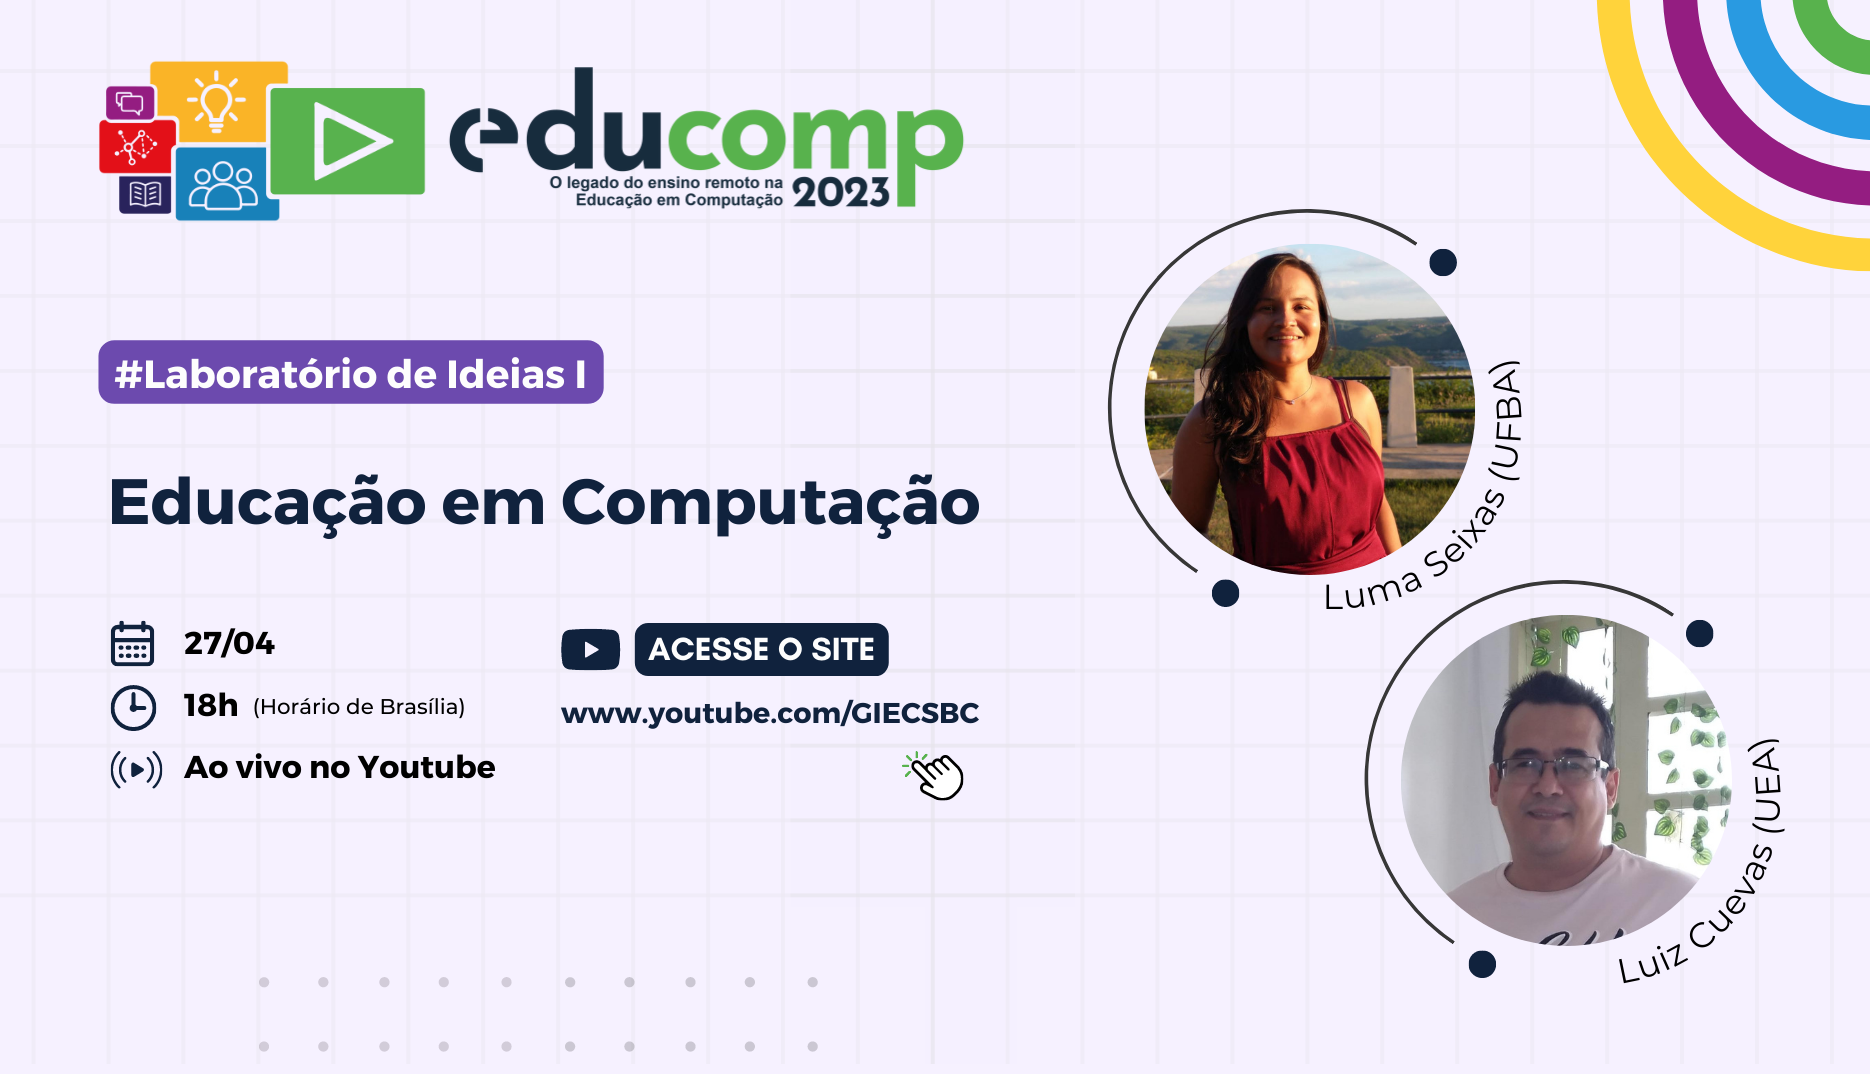 educomp
O legado do ensino remoto na
Educação em Computação
2023
#Laboratório de Ideias I
Educação em Computação
27/04
18h (Horário de Brasília)
Ao vivo no Youtube
ACESSE O SITE
www.youtube.com/GIECSBC
Luma Seixas (UFBA)
Luiz Cuevas (UEA)